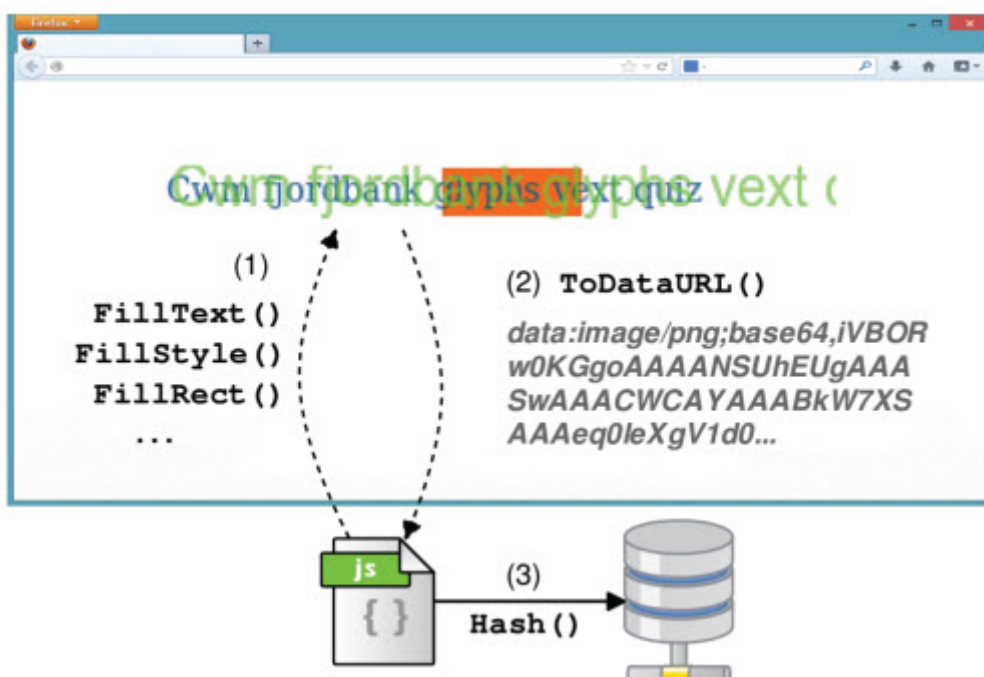 Firefox
Cwm fjordbank glyphs vext quiz
Cwm fjordbank glyphs vext
(1)
FillText()
FillStyle()
FillRect()
...
(2) ToDataURL()
data:image/png;base64,iVBOR
w0KGgoAAAANSUhEUgAAA
SwAAACWCAYAAABkW7XS
AAAeq0leXgV1d0...
js
{ }
(3)
Hash()